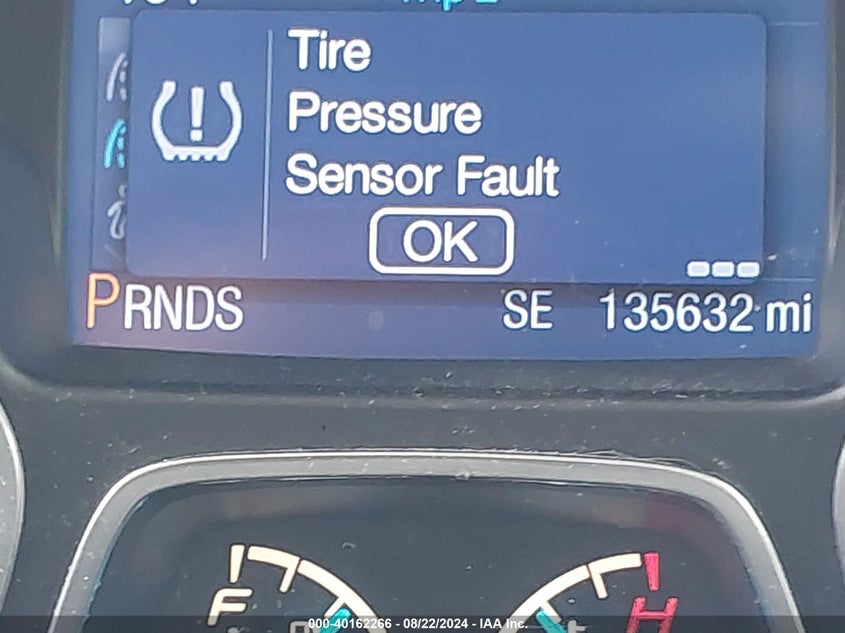 Tire
Pressure
Sensor Fault
OK
PRNDS SE 135632 mi
F H
000-40162266 - 08/22/2024 - IAA Inc.